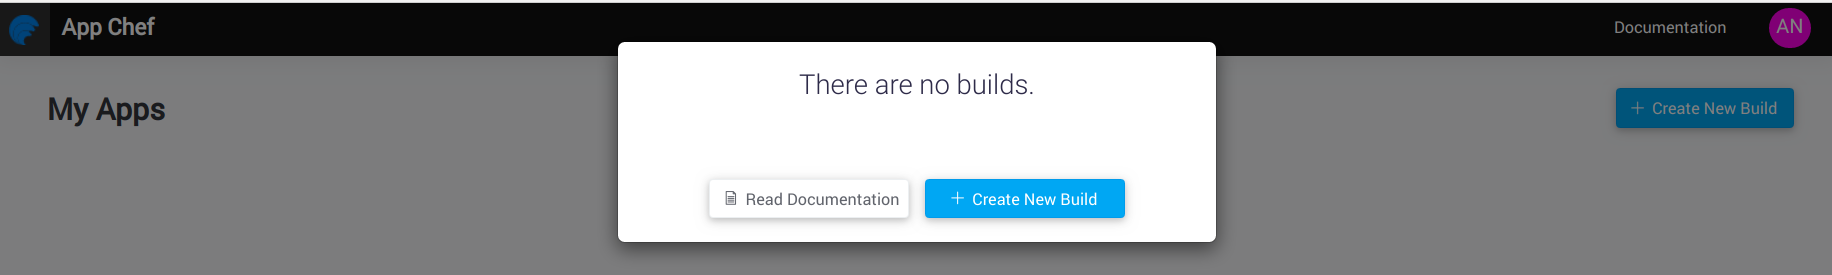 App Chef
Documentation
AN
There are no builds.
My Apps
+ Create New Build
Read Documentation
+ Create New Build